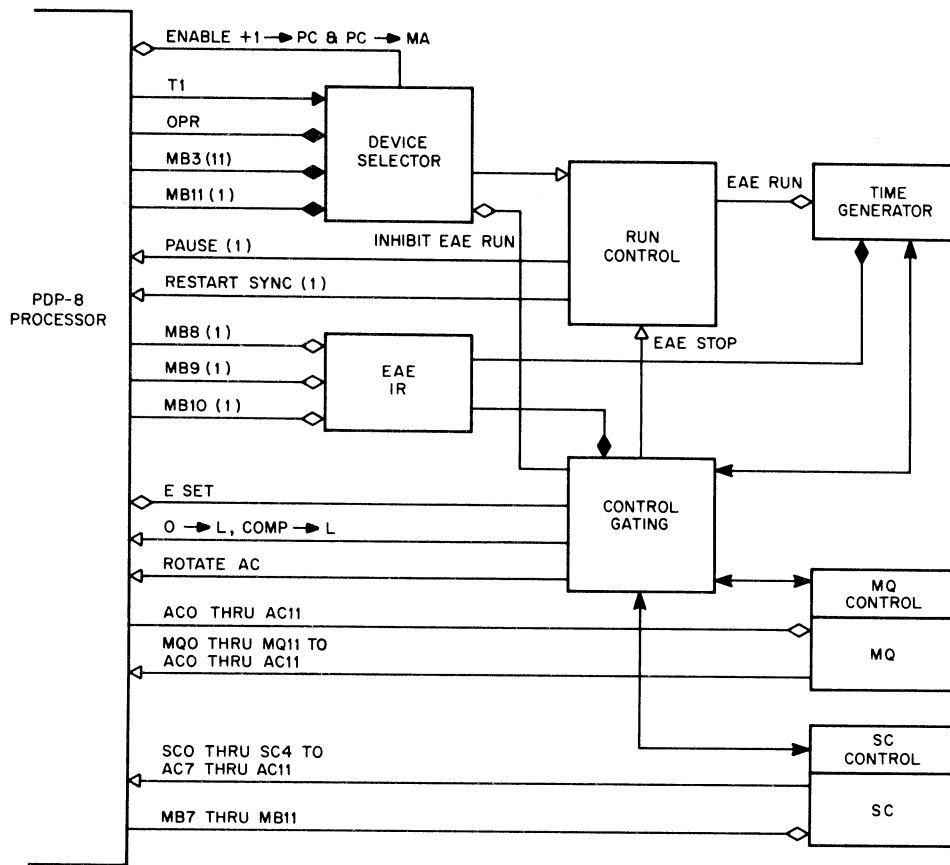 ENABLE +1 → PC & PC → MA
T1
OPR
MB3 (11)
MB11 (1)
DEVICE
SELECTOR
INHIBIT EAE RUN
PAUSE (1)
RESTART SYNC (1)
RUN
CONTROL
EAE RUN
TIME
GENERATOR
PDP-8
PROCESSOR
MB8 (1)
MB9 (1)
MB10 (1)
EAE
IR
EAE STOP
E SET
O → L, COMP → L
ROTATE AC
CONTROL
GATING
AC0 THRU AC11
MQ0 THRU MQ11 TO
AC0 THRU AC11
MQ
CONTROL
MQ
SC0 THRU SC4 TO
AC7 THRU AC11
MB7 THRU MB11
SC
CONTROL
SC